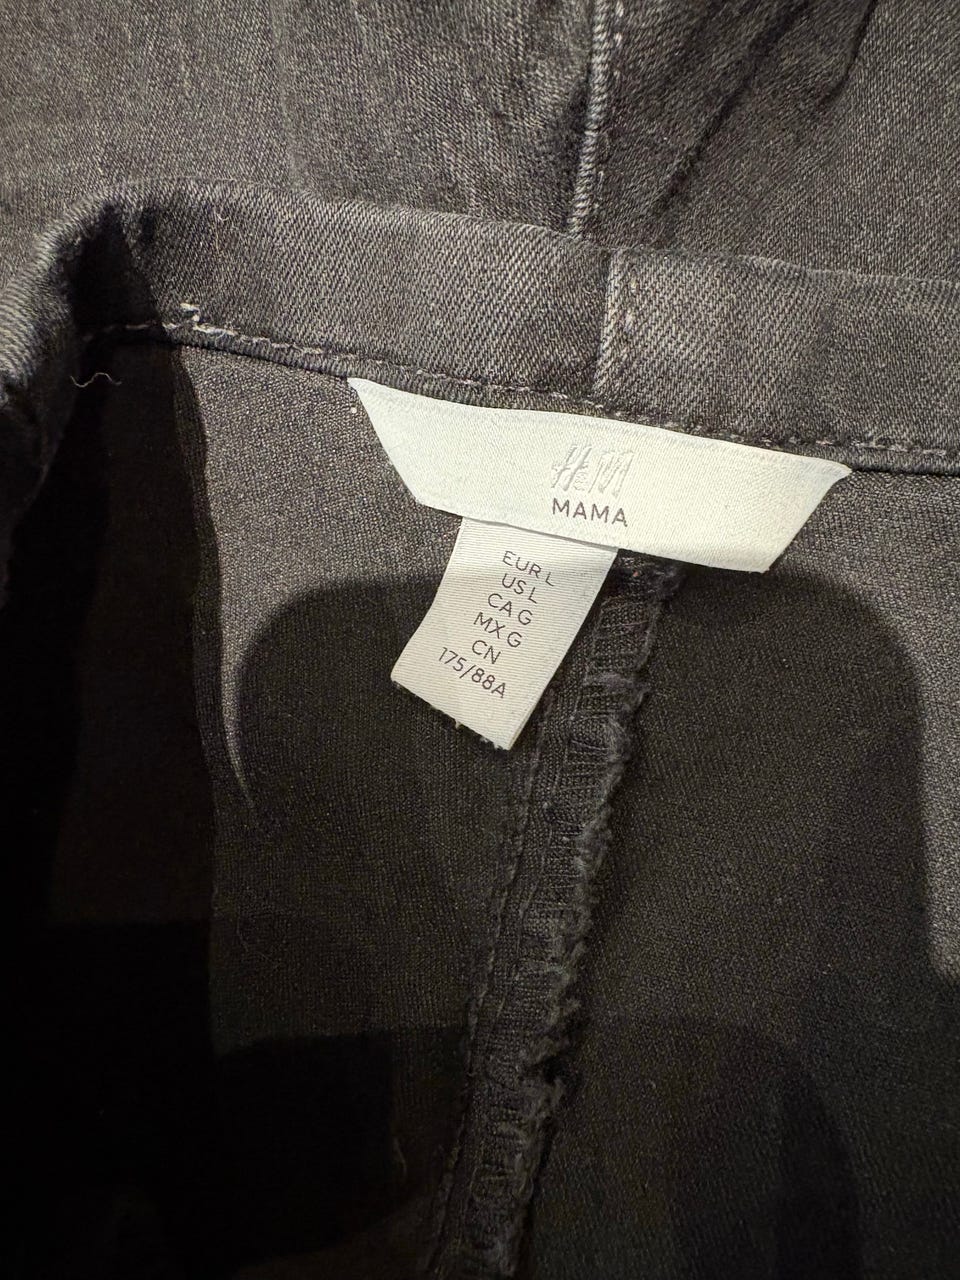 H&M
MAMA
EUR L
US L
CA G
MX G
CN
175/88A